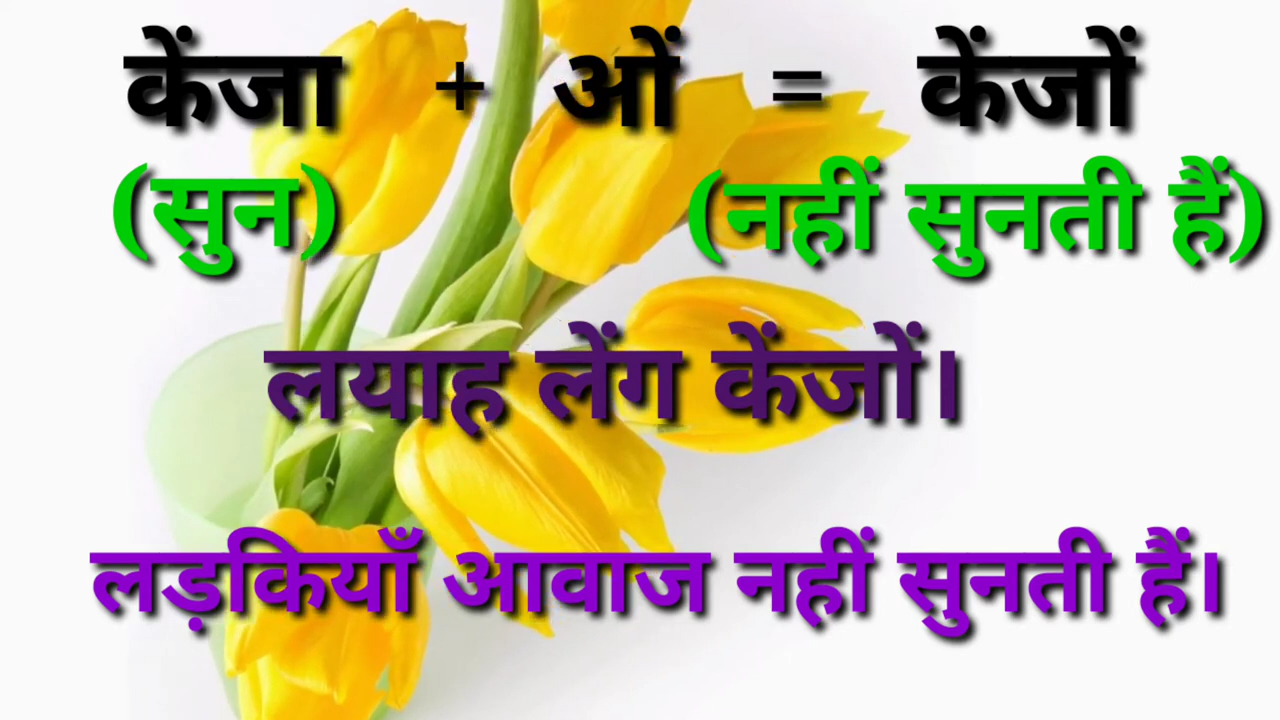 केंजा + ओं = केंजों
(सुन) (नहीं सुनती हैं)
लयाह लेंग केंजों।
लड़कियाँ आवाज नहीं सुनती हैं।